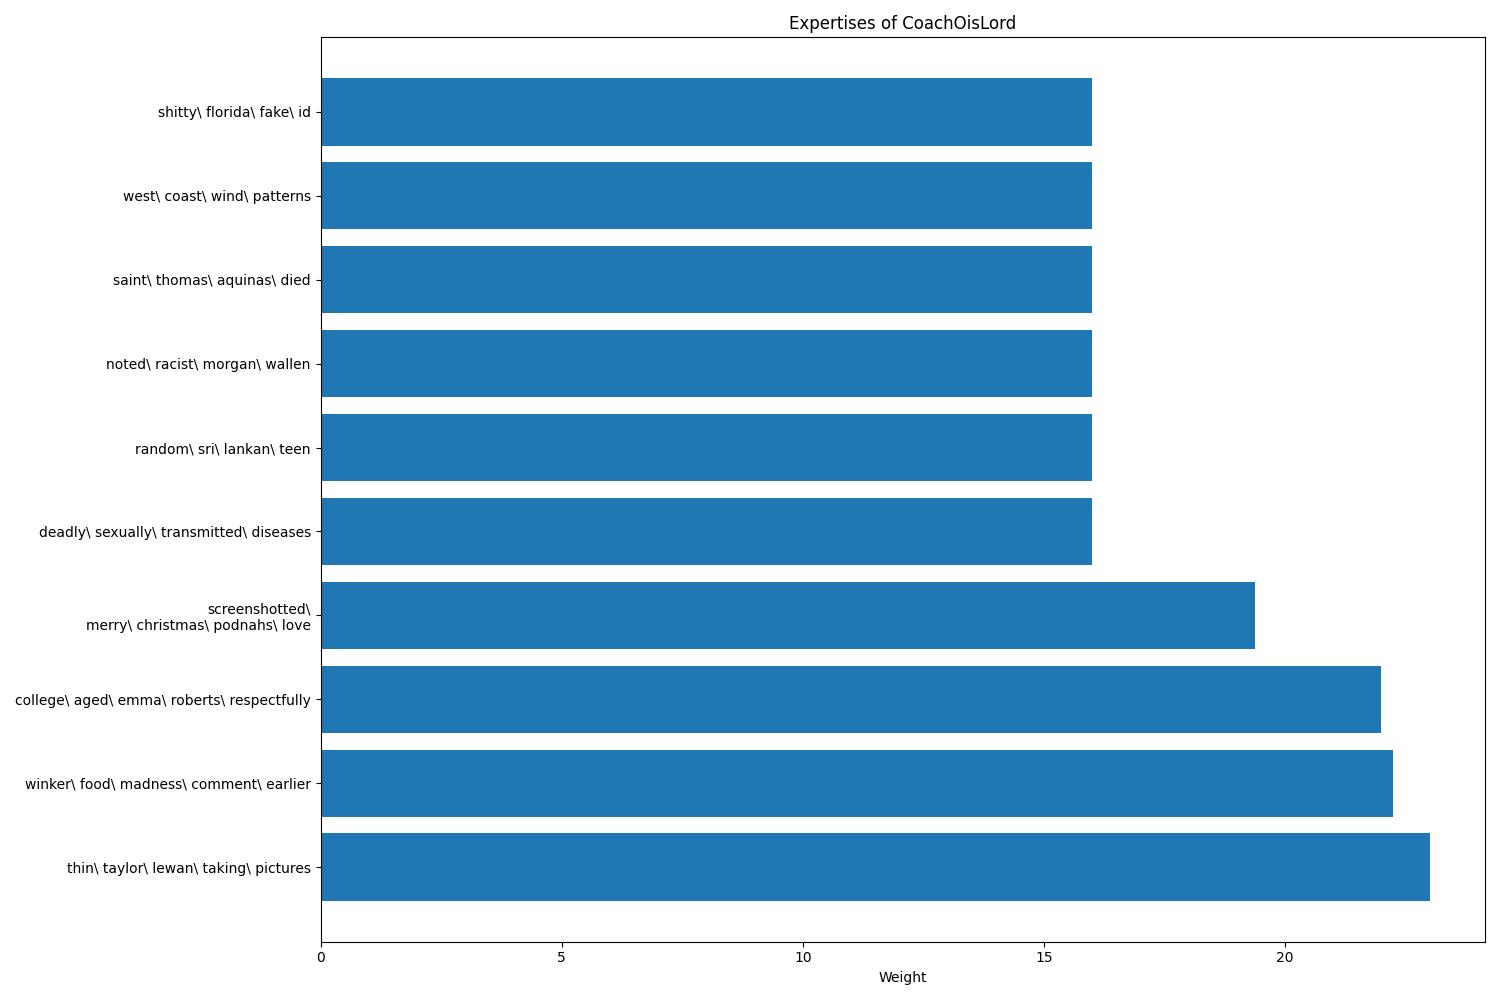 Expertises of CoachOisLord
shitty\ florida\ fake\ id
west\ coast\ wind\ patterns
saint\ thomas\ aquinas\ died
noted\ racist\ morgan\ wallen
random\ sri\ lankan\ teen
deadly\ sexually\ transmitted\ diseases
screenshotted\
merry\ christmas\ podnahs\ love
college\ aged\ emma\ roberts\ respectfully
winker\ food\ madness\ comment\ earlier
thin\ taylor\ lewan\ taking\ pictures
0 5 10 15 20
Weight